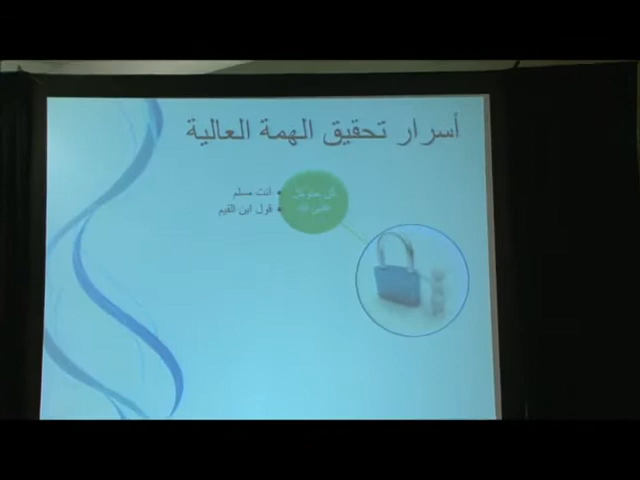 أسرار تحقيق الهمة العالية
أنت مسلم
قول ابن القيم